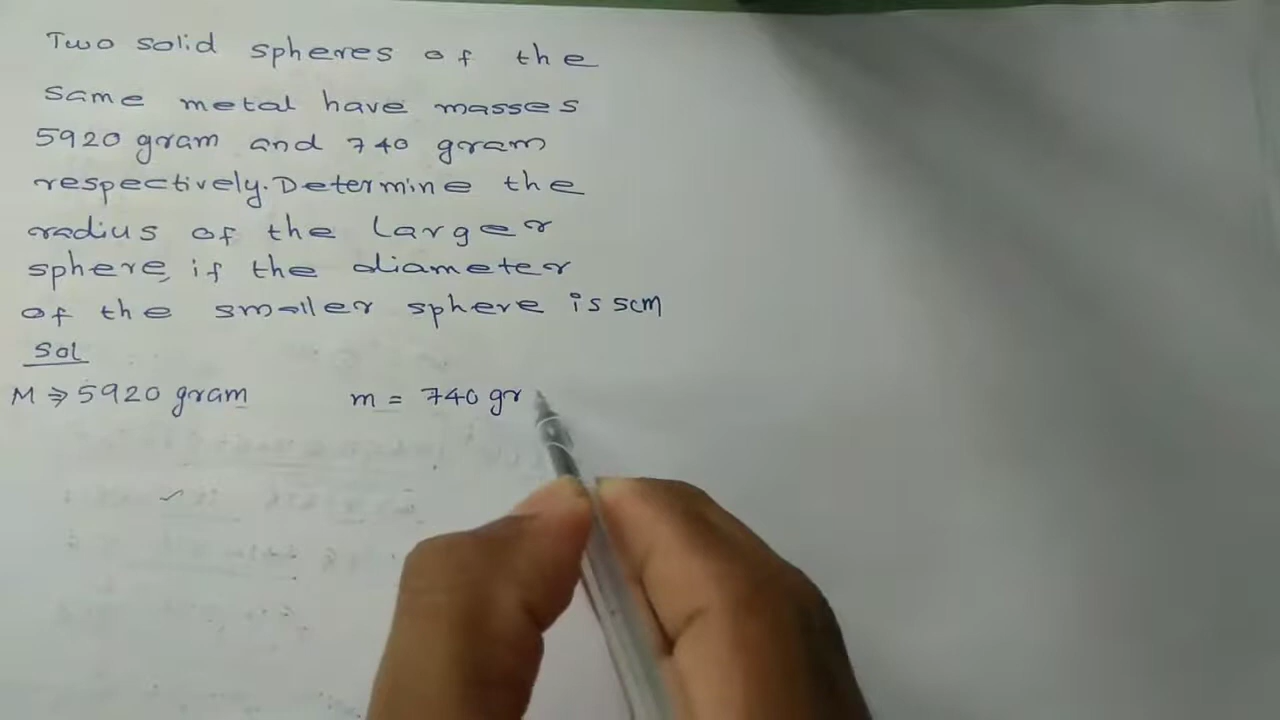 Two solid spheres of the
same metal have masses
5920 gram and 740 gram
respectively. Determine the
radius of the larger
sphere, if the diameter
of the smaller sphere is 5cm
Sol
M ⇒ 5920 gram m = 740 gr